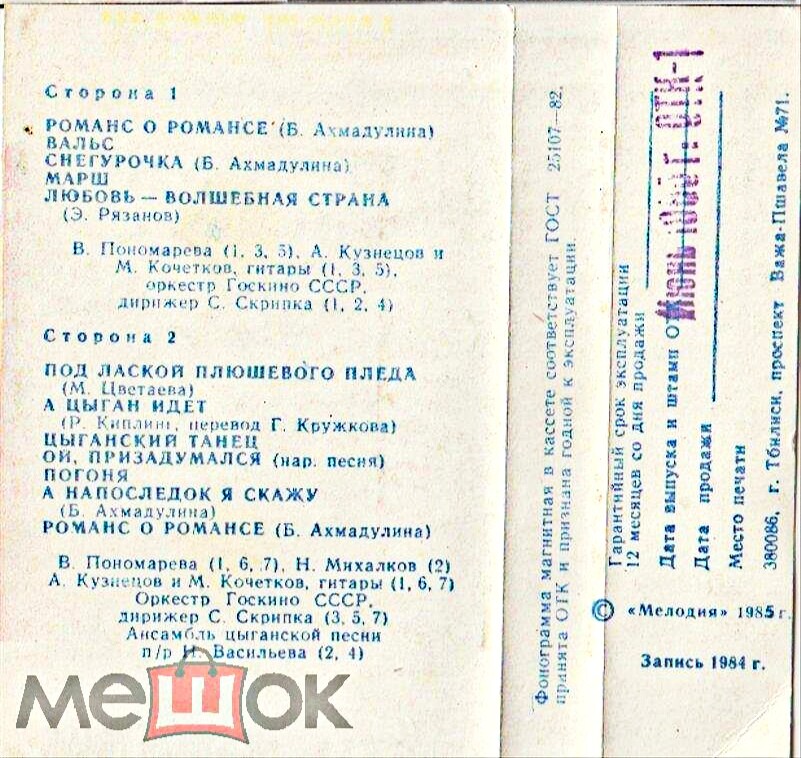 Сторона 1
РОМАНС О РОМАНСЕ (Б. Ахмадулина)
ВАЛЬС
СНЕГУРОЧКА (Б. Ахмадулина)
МАРШ
ЛЮБОВЬ — ВОЛШЕБНАЯ СТРАНА
(Э. Рязанов)
В. Пономарева (1, 3, 5), А. Кузнецов и
М. Кочетков, гитары (1, 3, 5),
оркестр Госкино СССР,
дирижер С. Скрипка (1, 2, 4)
Сторона 2
ПОД ЛАСКОЙ ПЛЮШЕВОГО ПЛЕДА
(М. Цветаева)
А ЦЫГАН ИДЕТ
(Р. Киплинг, перевод Г. Кружкова)
ЦЫГАНСКИЙ ТАНЕЦ
ОЙ, ПРИЗАДУМАЛСЯ (нар. песня)
ПОГОНЯ
А НАПОСЛЕДОК Я СКАЖУ
(Б. Ахмадулина)
РОМАНС О РОМАНСЕ (Б. Ахмадулина)
В. Пономарева (1, 6, 7), Н. Михалков (2)
А. Кузнецов и М. Кочетков, гитары (1, 6, 7)
Оркестр Госкино СССР,
дирижер С. Скрипка (3, 5, 7)
Ансамбль цыганской песни
п/р Н. Васильева (2, 4)
Фонограмма магнитная в кассете соответствует ГОСТ 25107—82.
принята ОТК и признана годной к эксплуатации.
Гарантийный срок эксплуатации
12 месяцев со дня продажи
Дата выпуска и штамп ОТК
Июнь ОТК-1
Дата продажи
Место печати
380086, г. Тбилиси, проспект Важа-Пшавела №71.
© «Мелодия» 1985 г.
Запись 1984 г.
мешок